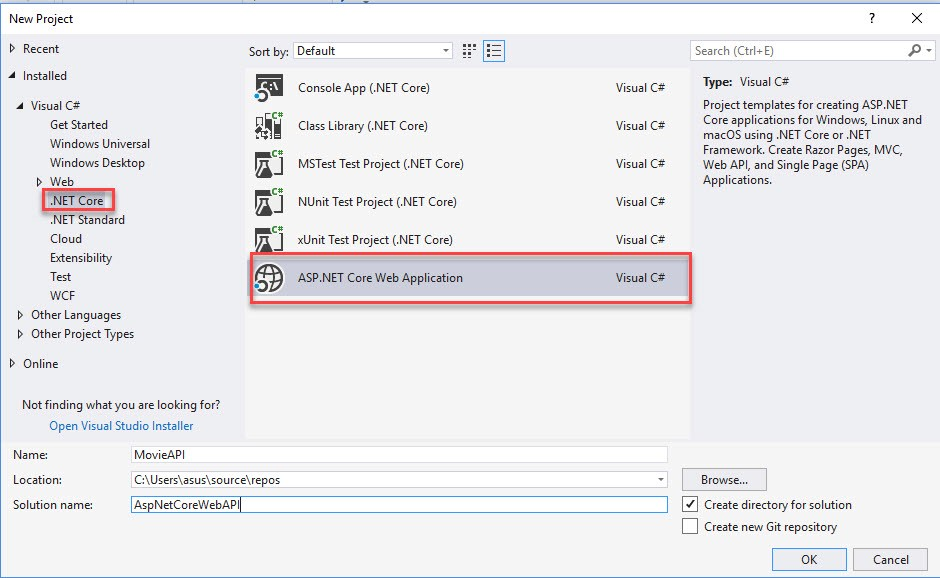 New Project
?
Recent
Installed
Visual C#
Get Started
Windows Universal
Windows Desktop
Web
.NET Core
.NET Standard
Cloud
Extensibility
Test
WCF
Other Languages
Other Project Types
Online
Not finding what you are looking for?
Open Visual Studio Installer
Sort by: Default
Console App (.NET Core) Visual C#
Class Library (.NET Core) Visual C#
MSTest Test Project (.NET Core) Visual C#
NUnit Test Project (.NET Core) Visual C#
xUnit Test Project (.NET Core) Visual C#
ASP.NET Core Web Application Visual C#
Search (Ctrl+E)
Type: Visual C#
Project templates for creating ASP.NET
Core applications for Windows, Linux and
macOS using .NET Core or .NET
Framework. Create Razor Pages, MVC,
Web API, and Single Page (SPA)
Applications.
Name: MovieAPI
Location: C:\Users\asus\source\repos
Browse...
Solution name: AspNetCoreWebAPI
Create directory for solution
Create new Git repository
OK Cancel